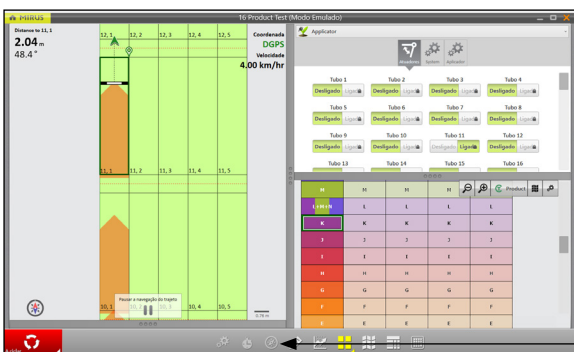 MIRUS
16 Product Test (Modo Emulado)
Distance to 11, 1
2.04 m
48.4 °
12, 1 12, 2 12, 3 12, 4 12, 5
Coordenada
DGPS
Velocidade
4.00 km/hr
11, 1 11, 2 11, 3 11, 4 11, 5
10, 1 10, 4 10, 5
Pausar a navegação do trajeto
0.76 m
Applicator
Atuadores System Aplicador
Tubo 1 Tubo 2 Tubo 3 Tubo 4
Desligado Ligado Desligado Ligado Desligado Ligado Desligado Ligado
Tubo 5 Tubo 6 Tubo 7 Tubo 8
Desligado Ligado Desligado Ligado Desligado Ligado Desligado Ligado
Tubo 9 Tubo 10 Tubo 11 Tubo 12
Desligado Ligado Desligado Ligado Desligado Ligado Desligado Ligado
Tubo 13 Tubo 14 Tubo 15 Tubo 16
M M M M
Product
L+M+N L L L L
K K K K K
J J J J J
I I I I I
H H H H H
G G G G G
F F F F F
E E E E E